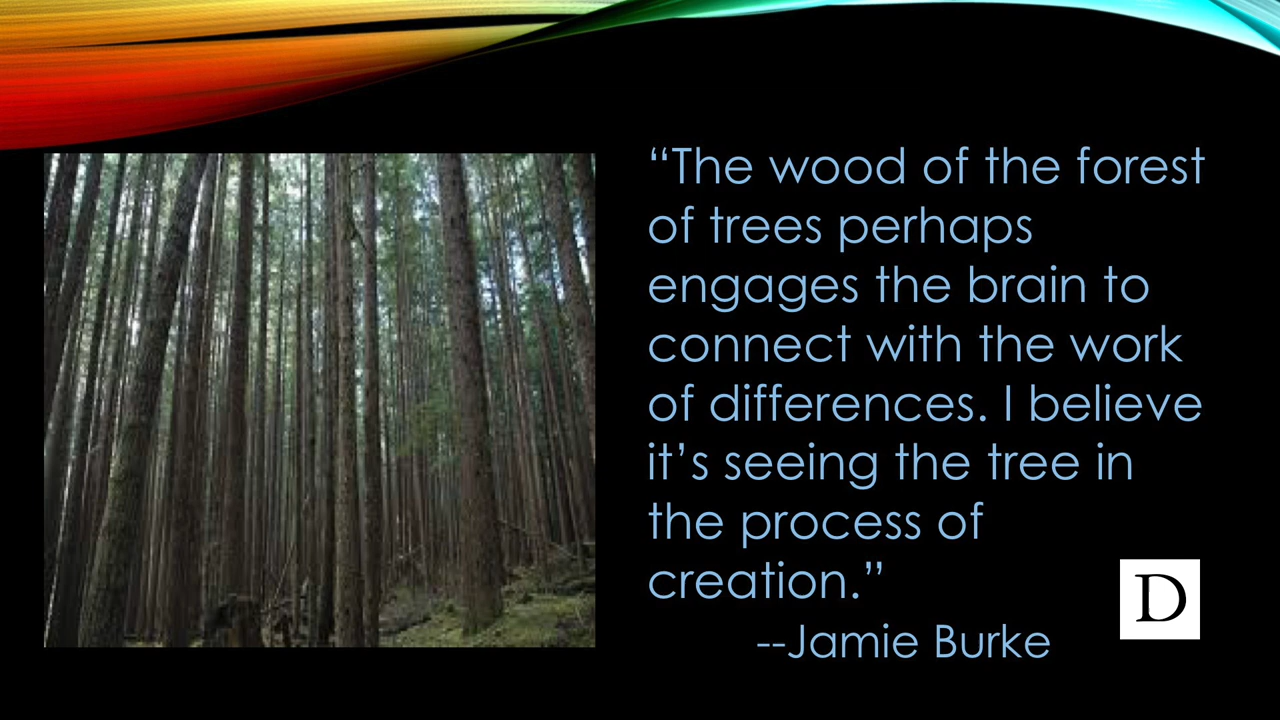 “The wood of the forest
of trees perhaps
engages the brain to
connect with the work
of differences. I believe
it’s seeing the tree in
the process of
creation.”
--Jamie Burke
D